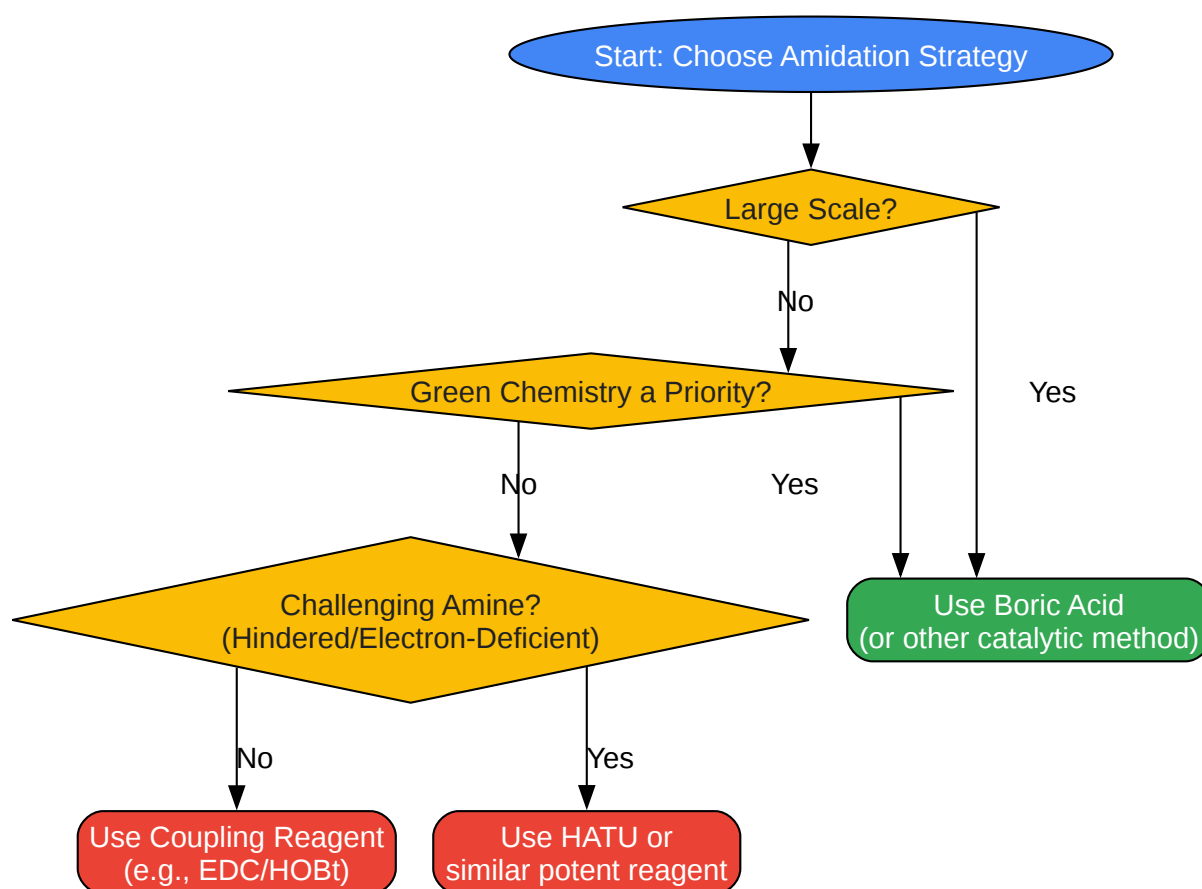 Start: Choose Amidation Strategy
Large Scale?
No
Yes
Green Chemistry a Priority?
No
Yes
Challenging Amine?
(Hindered/Electron-Deficient)
Use Boric Acid
(or other catalytic method)
No
Yes
Use Coupling Reagent
(e.g., EDC/HOBt)
Use HATU or
similar potent reagent